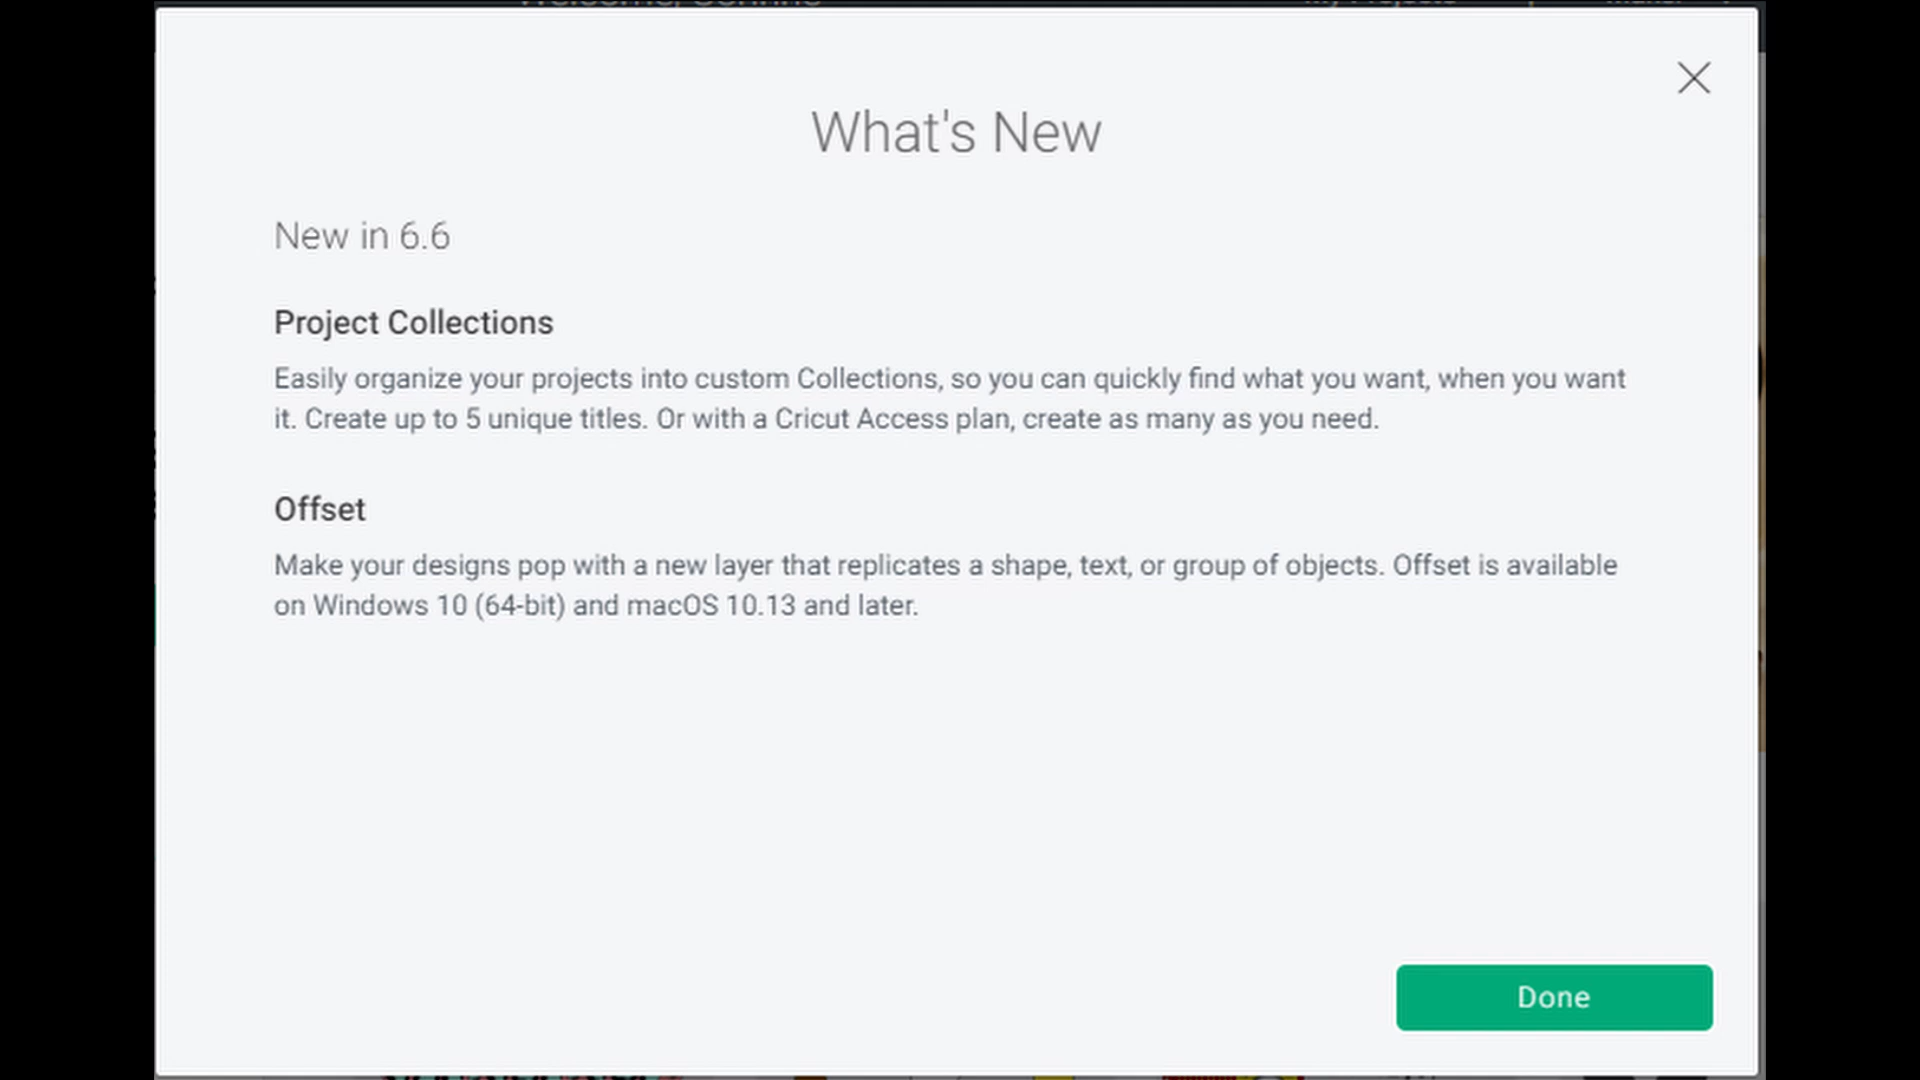 What's New
New in 6.6
Project Collections
Easily organize your projects into custom Collections, so you can quickly find what you want, when you want
it. Create up to 5 unique titles. Or with a Cricut Access plan, create as many as you need.
Offset
Make your designs pop with a new layer that replicates a shape, text, or group of objects. Offset is available
on Windows 10 (64-bit) and macOS 10.13 and later.
Done